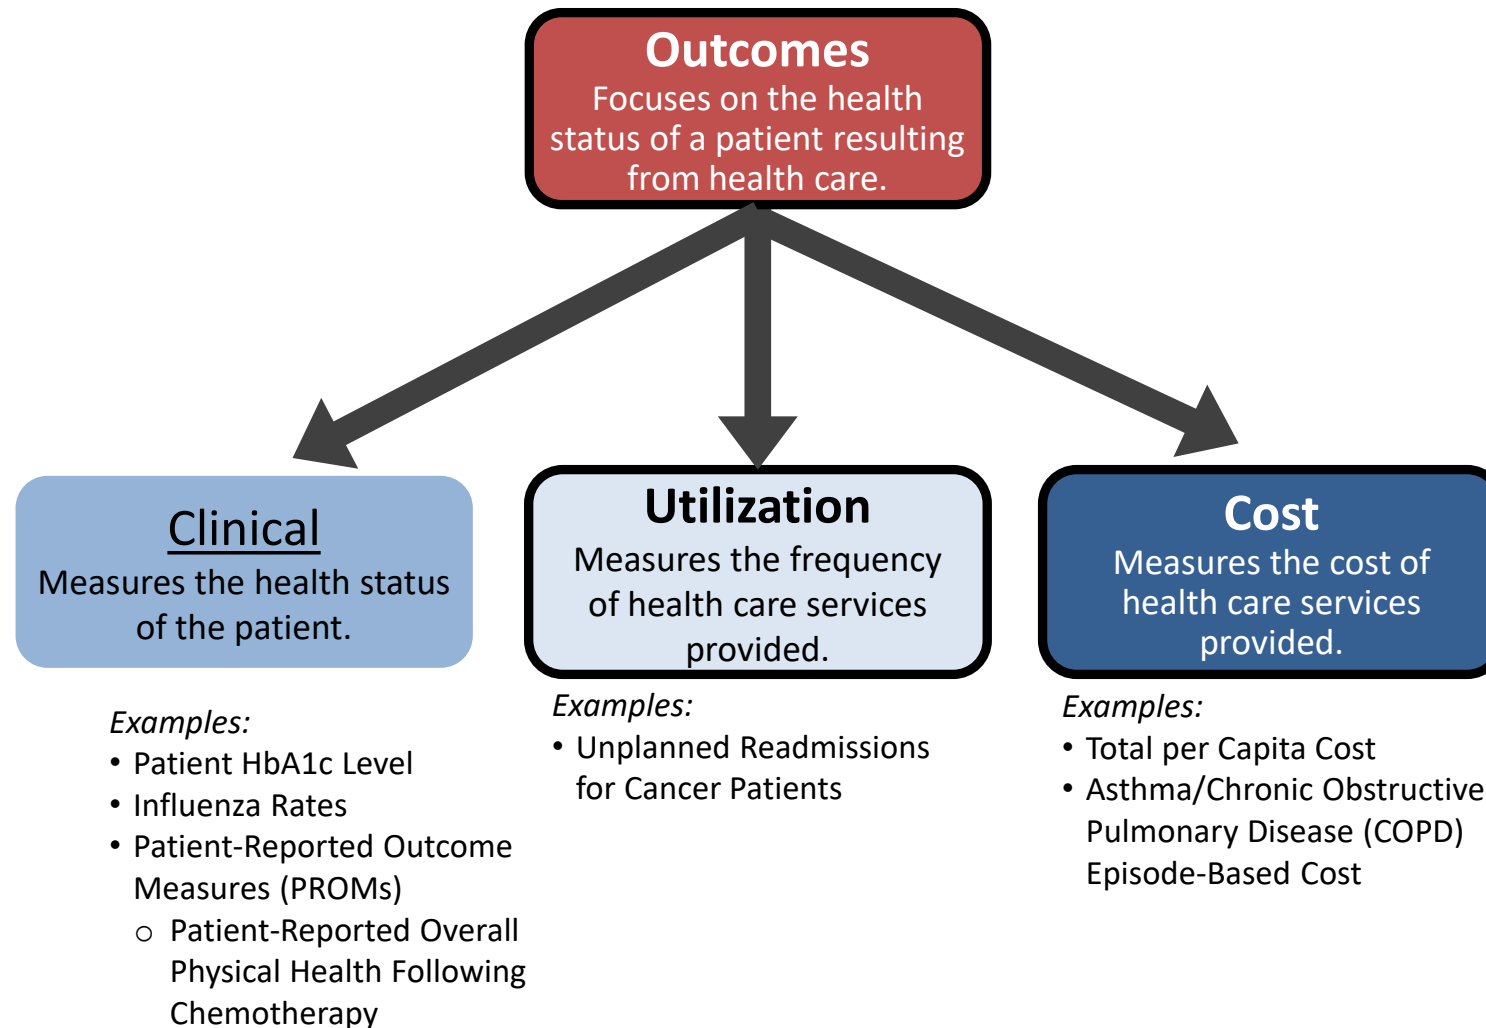 Outcomes
Focuses on the health
status of a patient resulting
from health care.
Clinical
Measures the health status
of the patient.
Examples:
• Patient HbA1c Level
• Influenza Rates
• Patient-Reported Outcome
Measures (PROMs)
o Patient-Reported Overall
Physical Health Following
Chemotherapy
Utilization
Measures the frequency
of health care services
provided.
Examples:
• Unplanned Readmissions
for Cancer Patients
Cost
Measures the cost of
health care services
provided.
Examples:
• Total per Capita Cost
• Asthma/Chronic Obstructive
Pulmonary Disease (COPD)
Episode-Based Cost